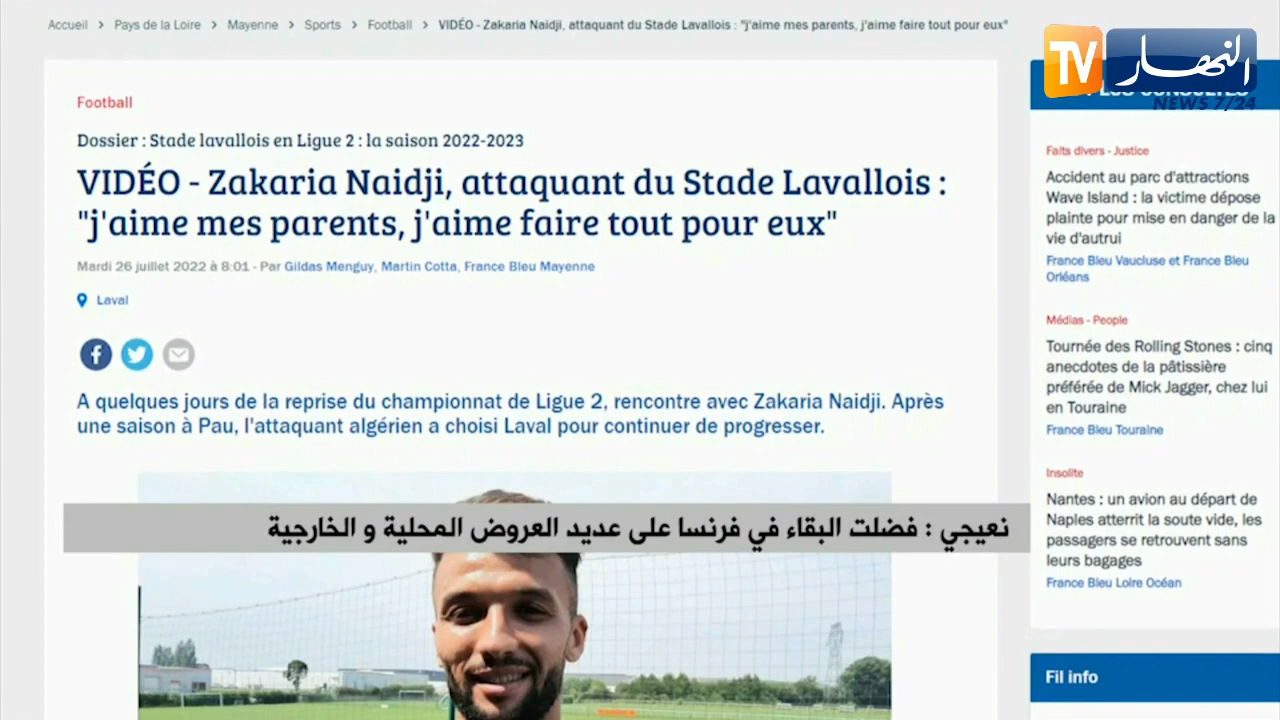 Accueil > Pays de la Loire > Mayenne > Sports > Football > VIDÉO - Zakaria Naidji, attaquant du Stade Lavallois : "j'aime mes parents, j'aime faire tout pour eux"
TV النهار
NEWS 7/24
PLUS CONSULTÉS
Football
Dossier : Stade lavallois en Ligue 2 : la saison 2022-2023
VIDÉO - Zakaria Naidji, attaquant du Stade Lavallois :
"j'aime mes parents, j'aime faire tout pour eux"
Mardi 26 juillet 2022 à 8:01 - Par Gildas Menguy, Martin Cotta, France Bleu Mayenne
Laval
A quelques jours de la reprise du championnat de Ligue 2, rencontre avec Zakaria Naidji. Après
une saison à Pau, l'attaquant algérien a choisi Laval pour continuer de progresser.
نعيجي : فضلت البقاء في فرنسا على عديد العروض المحلية و الخارجية
Faits divers - Justice
Accident au parc d'attractions
Wave Island : la victime dépose
plainte pour mise en danger de la
vie d'autrui
France Bleu Vaucluse et France Bleu
Orléans
Médias - People
Tournée des Rolling Stones : cinq
anecdotes de la pâtissière
préférée de Mick Jagger, chez lui
en Touraine
France Bleu Touraine
Insolite
Nantes : un avion au départ de
Naples atterrit la soute vide, les
passagers se retrouvent sans
leurs bagages
France Bleu Loire Océan
Fil info